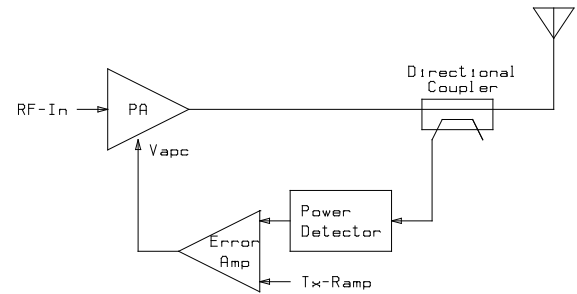 Directional
Coupler
RF-In
PA
Vapc
Power
Detector
Error
Amp
Tx-Ramp